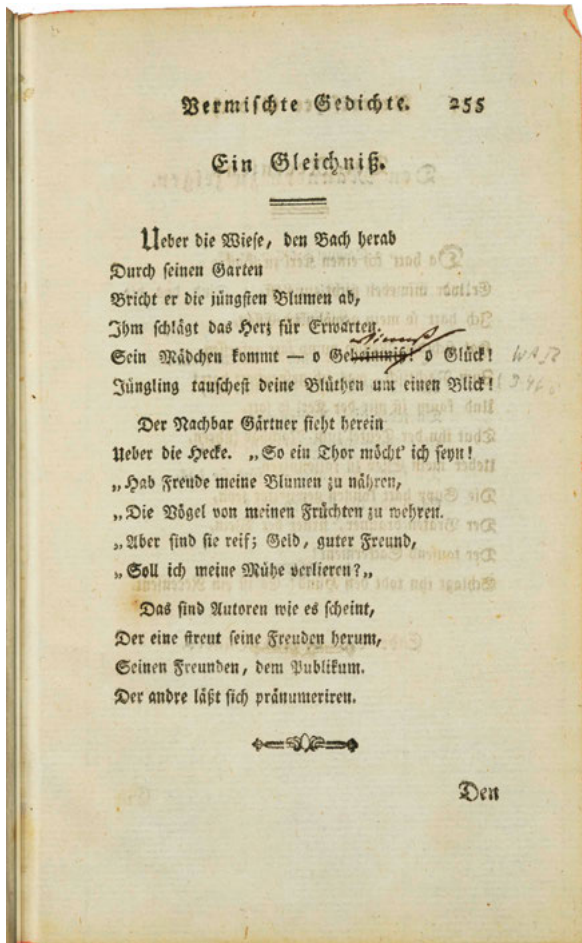 Vermischte Gedichte. 255
Ein Gleichniß.
Ueber die Wiese, den Bach herab
Durch seinen Garten
Bricht er die jüngsten Blumen ab,
Ihm schlägt das Herz für Erwarten.
Sein Mädchen kommt — o Geheimniß! o Glück!
Jüngling tauschest deine Blüthen um einen Blick!
Der Nachbar Gärtner sieht herein
Ueber die Hecke. „So ein Thor möcht' ich seyn!
„Hab Freude meine Blumen zu nähren,
„Die Vögel von meinen Früchten zu wehren.
„Aber sind sie reif; Geld, guter Freund,
„Soll ich meine Mühe verlieren?„
Das sind Autoren wie es scheint,
Der eine streut seine Freuden herum,
Seinen Freunden, dem Publikum.
Der andre läßt sich pränumeriren.
Den